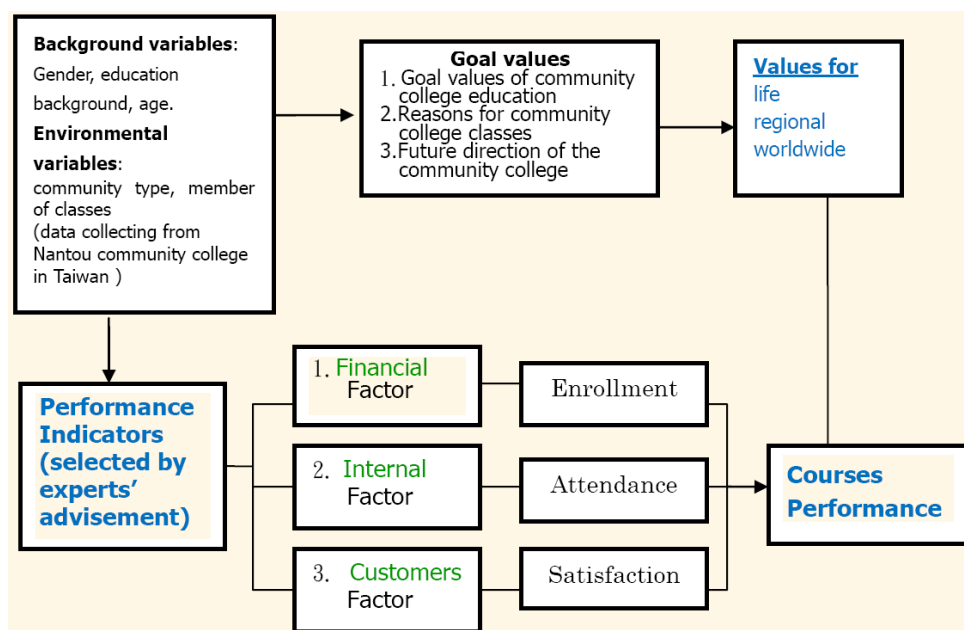 Background variables:
Gender, education
background, age.
Environmental
variables:
community type, member
of classes
(data collecting from
Nantou community college
in Taiwan )
Goal values
1. Goal values of community
college education
2.Reasons for community
college classes
3.Future direction of the
community college
Values for
life
regional
worldwide
Performance
Indicators
(selected by
experts’
advisement)
1. Financial
Factor
2. Internal
Factor
3. Customers
Factor
Enrollment
Attendance
Satisfaction
Courses
Performance